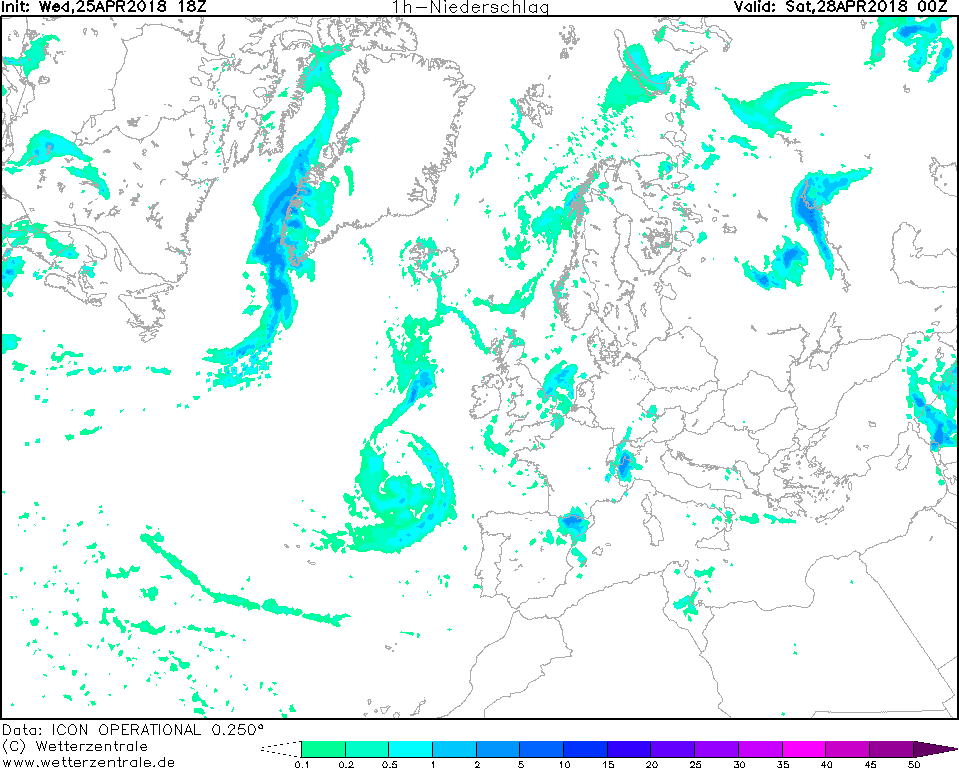 Init: Wed,25APR2018 18Z 1h-Niederschlag Valid: Sat,28APR2018 00Z
Data: ICON OPERATIONAL 0.250°
(C) Wetterzentrale
www.wetterzentrale.de
0.1 0.2 0.5 1 2 5 10 15 20 25 30 35 40 45 50